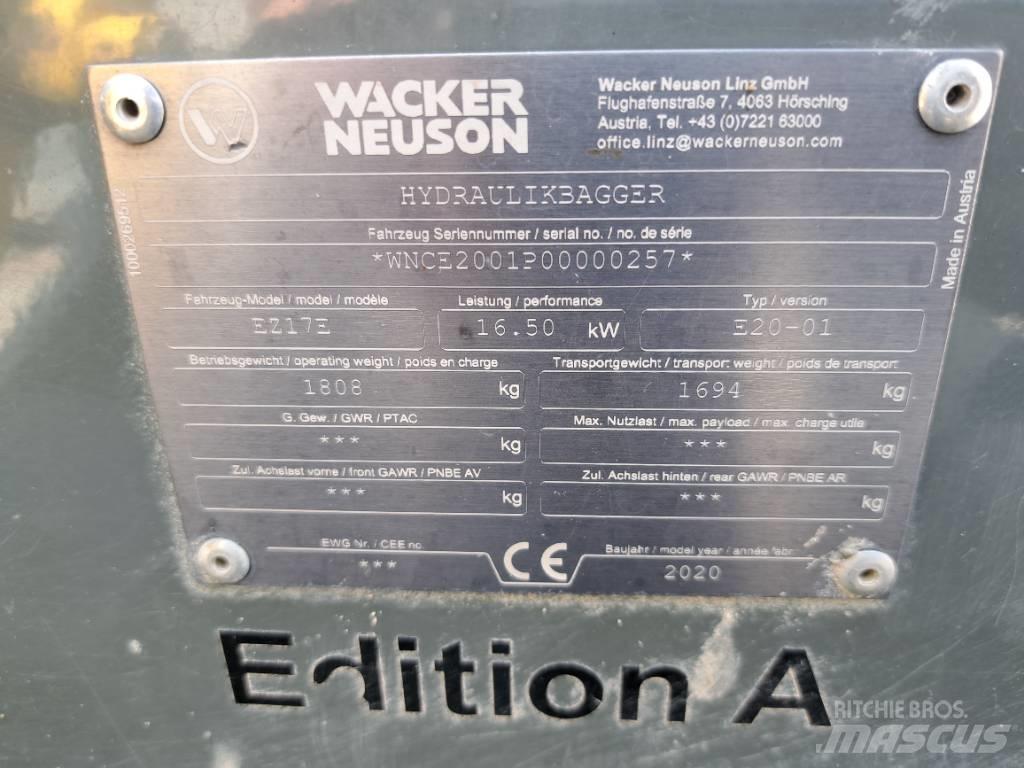 WACKER
NEUSON
Wacker Neuson Linz GmbH
Flughafenstraße 7, 4063 Hörsching
Austria, Tel. +43 (0)7221 63000
office.linz@wackerneuson.com
HYDRAULIKBAGGER
Fahrzeug Seriennummer / serial no. / no. de série
*WNCE2001P00000257*
Fahrzeug-Model / model / modèle
Leistung / performance
Typ / version
EZ17E
16.50 kW
E20-01
Betriebsgewicht / operating weight / poids en charge
Transportgewicht / transport weight / poids de transport
1808 kg
1694 kg
G. Gew. / GWR / PTAC
Max. Nutzlast / max. payload / max. charge utile
*** kg
*** kg
Zul. Achslast vorne / front GAWR / PNBE AV
Zul. Achslast hinten / rear GAWR / PNBE AR
*** kg
*** kg
EWG Nr. / CEE no.
***
CE
Baujahr / model year / année fabr.
2020
1000269512
Made in Austria
Edition A
RITCHIE BROS.
MASCUS